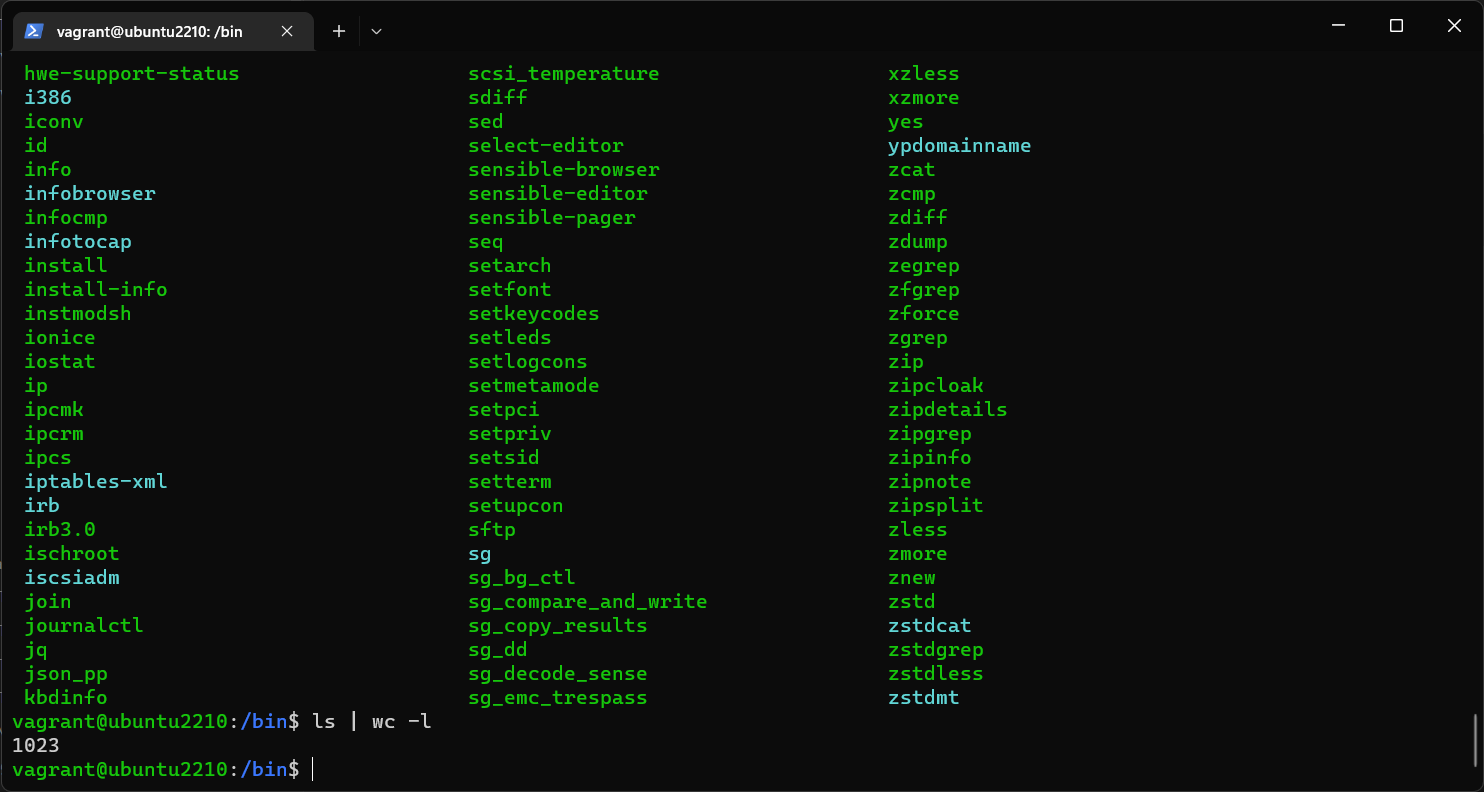 vagrant@ubuntu2210: /bin
hwe-support-status scsi_temperature xzless
i386 sdiff xzmore
iconv sed yes
id select-editor ypdomainname
info sensible-browser zcat
infobrowser sensible-editor zcmp
infocmp sensible-pager zdiff
infotocap seq zdump
install setarch zegrep
install-info setfont zfgrep
instmodsh setkeycodes zforce
ionice setleds zgrep
iostat setlogcons zip
ip setmetamode zipcloak
ipcmk setpci zipdetails
ipcrm setpriv zipgrep
ipcs setsid zipinfo
iptables-xml setterm zipnote
irb setupcon zipsplit
irb3.0 sftp zless
ischroot sg zmore
iscsiadm sg_bg_ctl znew
join sg_compare_and_write zstd
journalctl sg_copy_results zstdcat
jq sg_dd zstdgrep
json_pp sg_decode_sense zstdless
kbdinfo sg_emc_trespass zstdmt
vagrant@ubuntu2210:/bin$ ls | wc -l
1023
vagrant@ubuntu2210:/bin$